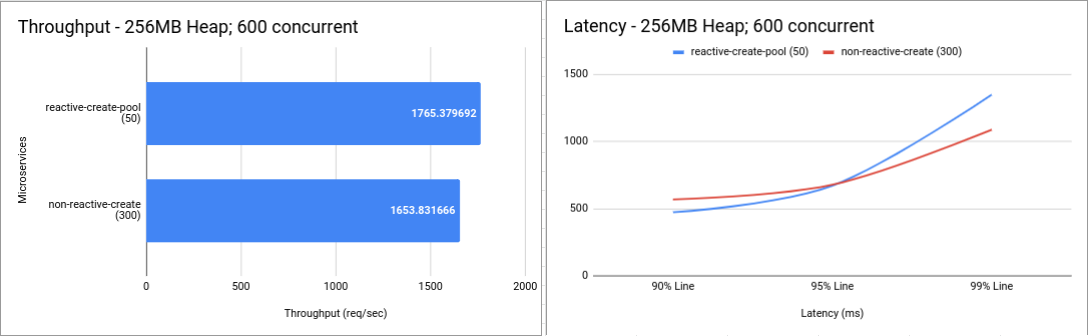 Throughput - 256MB Heap; 600 concurrent
Microservices
reactive-create-pool
(50)
1765.379692
non-reactive-create
(300)
1653.831666
0 500 1000 1500 2000
Throughput (req/sec)
Latency - 256MB Heap; 600 concurrent
reactive-create-pool (50) non-reactive-create (300)
1500
1000
500
0
90% Line 95% Line 99% Line
Latency (ms)